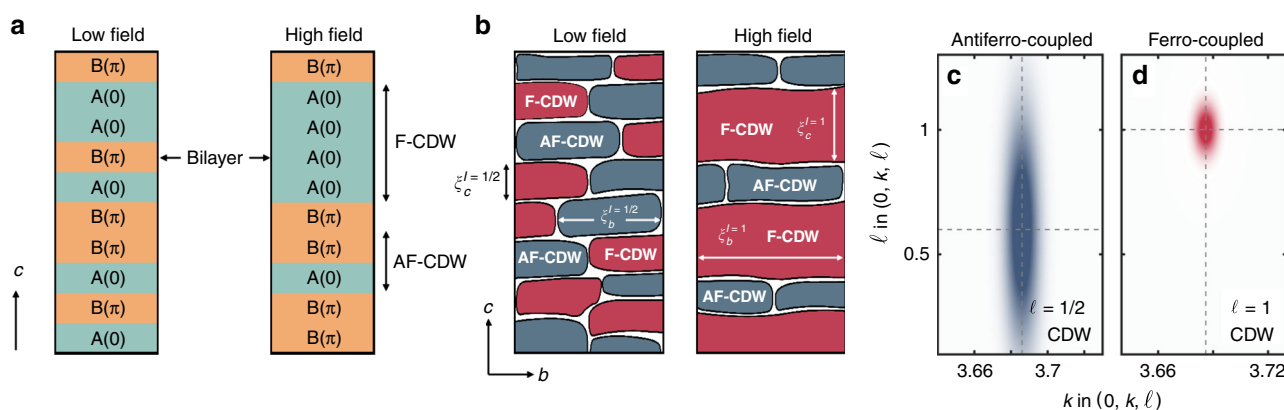 a
Low field
High field
B(π)
A(0)
A(0)
B(π)
A(0)
B(π)
B(π)
A(0)
B(π)
A(0)
B(π)
A(0)
A(0)
A(0)
A(0)
B(π)
B(π)
A(0)
B(π)
B(π)
Bilayer
F-CDW
AF-CDW
c
b
Low field
High field
F-CDW
AF-CDW
ξ_c^{l=1/2}
ξ_b^{l=1/2}
AF-CDW
F-CDW
F-CDW
ξ_c^{l=1}
AF-CDW
ξ_b^{l=1}
F-CDW
AF-CDW
c
b
Antiferro-coupled
Ferro-coupled
c
d
ℓ in (0, k, ℓ)
1
0.5
ℓ = 1/2
CDW
ℓ = 1
CDW
3.66
3.7
3.66
3.72
k in (0, k, ℓ)